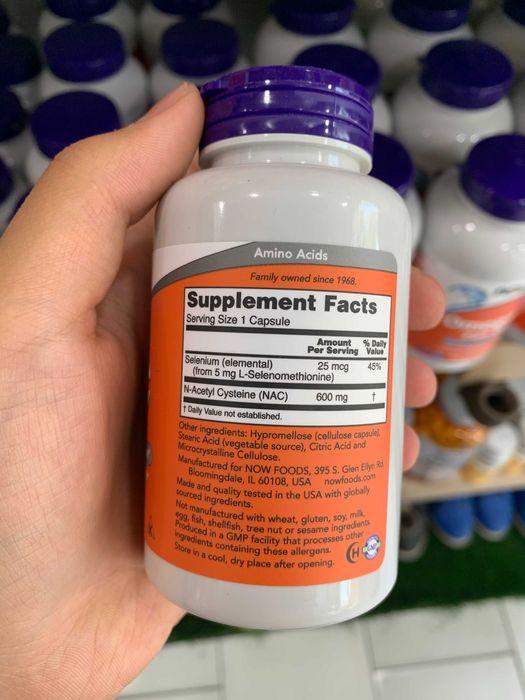 Amino Acids
Family owned since 1968.
Supplement Facts
Serving Size 1 Capsule
Amount Per Serving
% Daily Value
Selenium (elemental) 25 mcg 45%
(from 5 mg L-Selenomethionine)
N-Acetyl Cysteine (NAC) 600 mg †
† Daily Value not established.
Other ingredients: Hypromellose (cellulose capsule),
Stearic Acid (vegetable source), Citric Acid and
Microcrystalline Cellulose.
Manufactured for NOW FOODS, 395 S. Glen Ellyn Rd.
Bloomingdale, IL 60108, USA nowfoods.com
Made and quality tested in the USA with globally
sourced ingredients.
Not manufactured with wheat, gluten, soy, milk,
egg, fish, shellfish, tree nut or sesame ingredients.
Produced in a GMP facility that processes other
ingredients containing these allergens.
Store in a cool, dry place after opening.